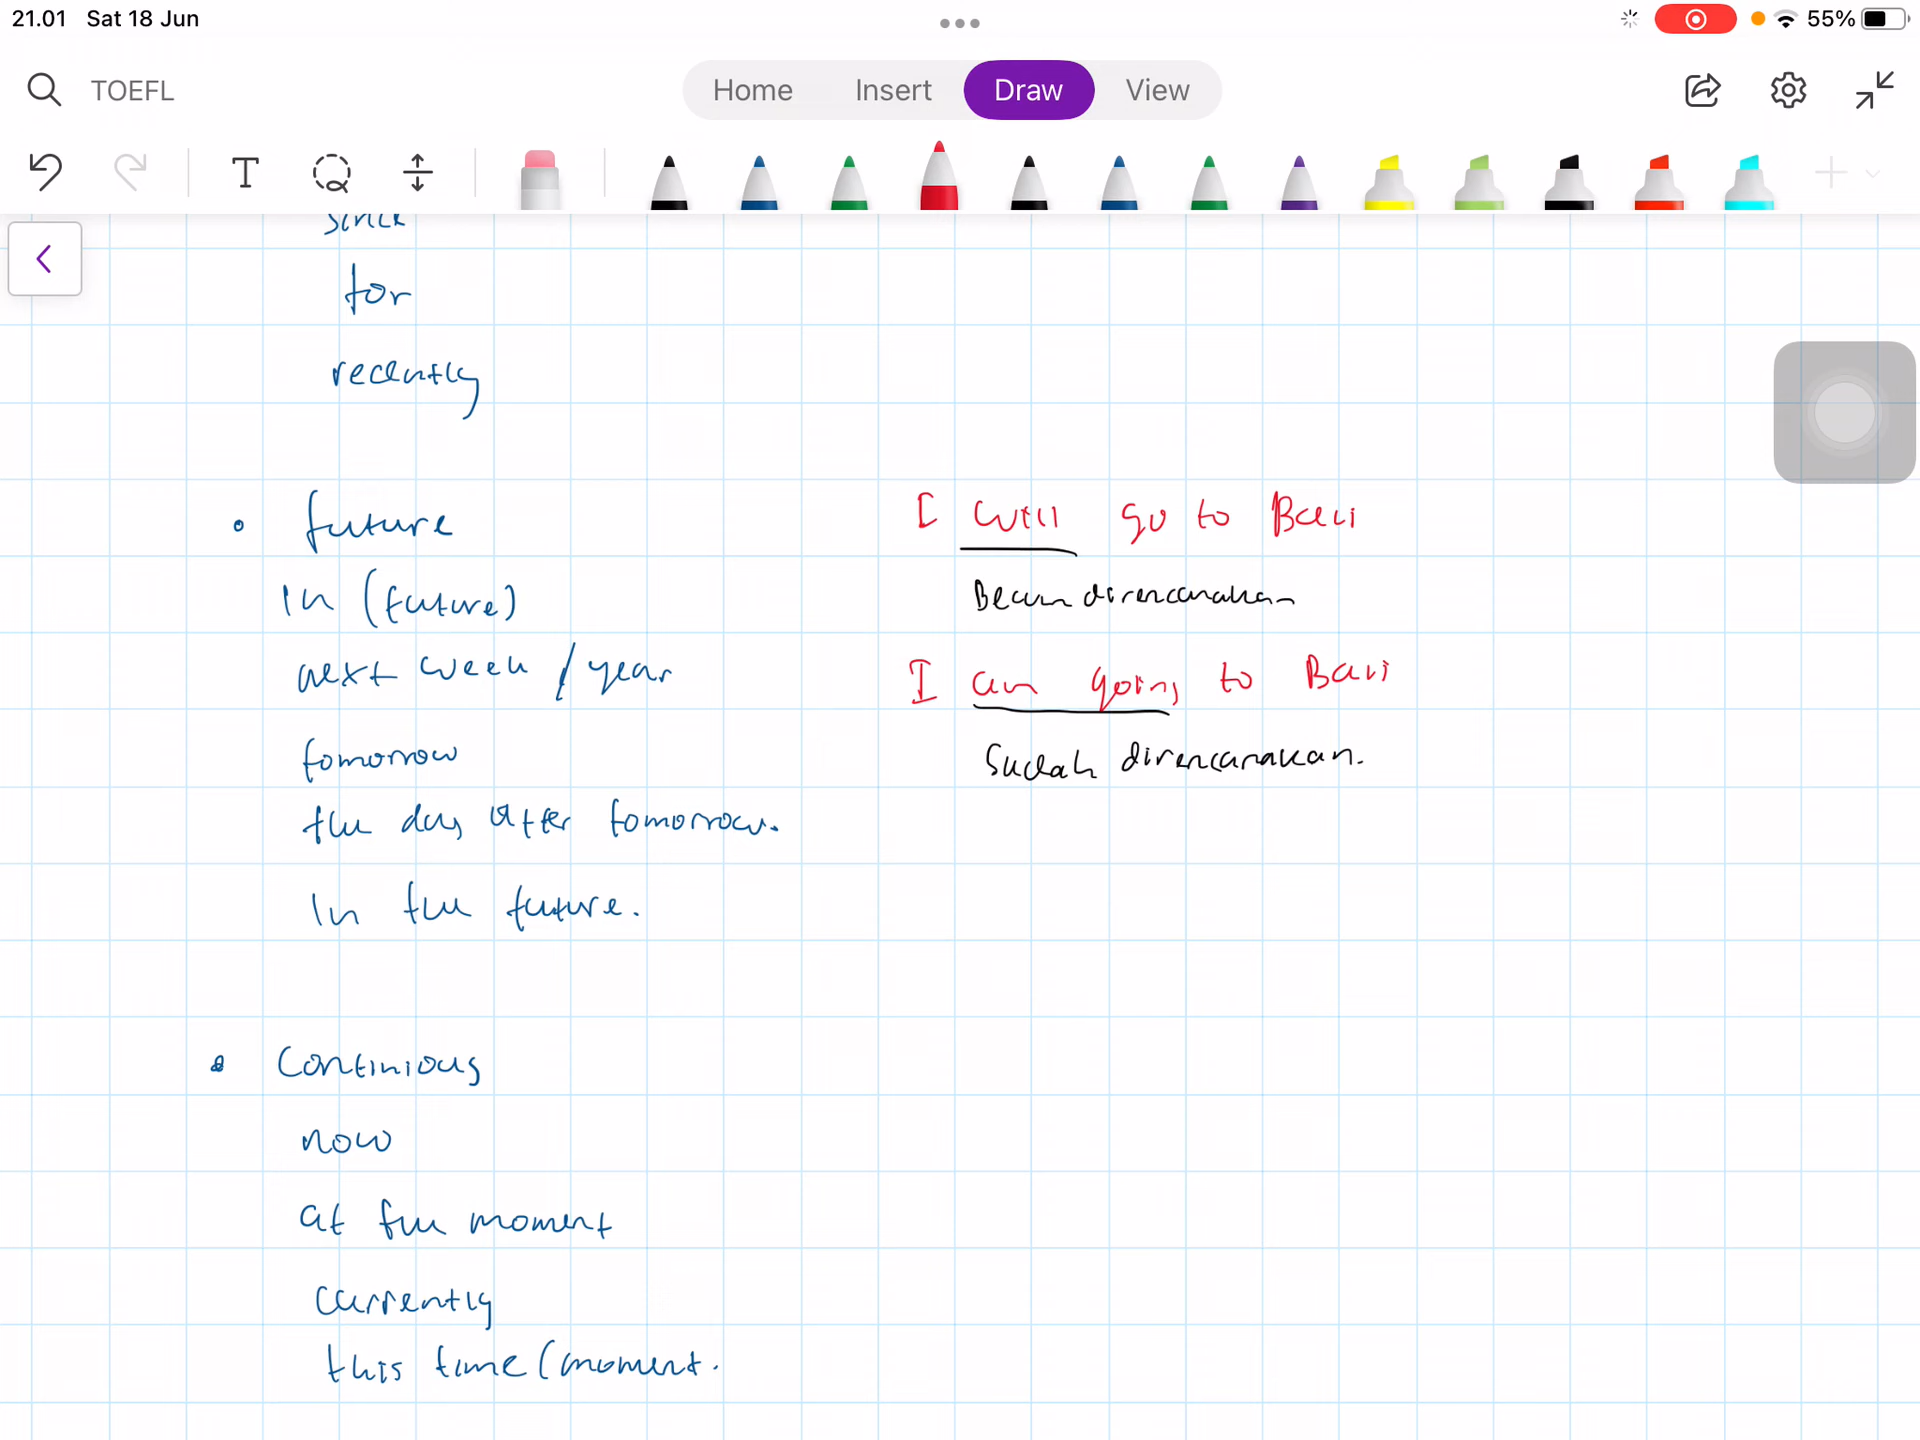 21.01 Sat 18 Jun
55%
TOEFL
Home Insert Draw View
T
since
for
recently
future
I will go to Bali
in (future)
Belum direncanakan
next week / year
I am going to Bali
tomorrow
Sudah direncanakan.
the day after tomorrow.
In the future.
Continious
now
at the moment
currently
this time (moment.